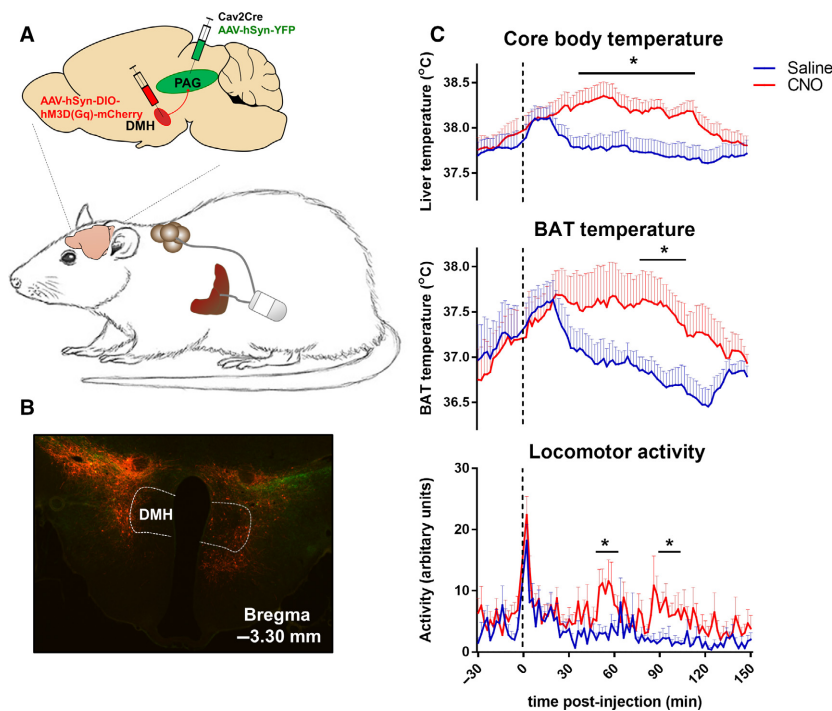 A
Cav2Cre
AAV-hSyn-YFP
PAG
AAV-hSyn-DIO-
hM3D(Gq)-mCherry
DMH
B
DMH
Bregma
–3.30 mm
C
Core body temperature
Saline
CNO
*
Liver temperature (°C)
38.5
38.0
37.5
BAT temperature
*
BAT temperature (°C)
38.0
37.5
37.0
36.5
Locomotor activity
* *
Activity (arbitary units)
30
20
10
0
–30 0 30 60 90 120 150
time post-injection (min)